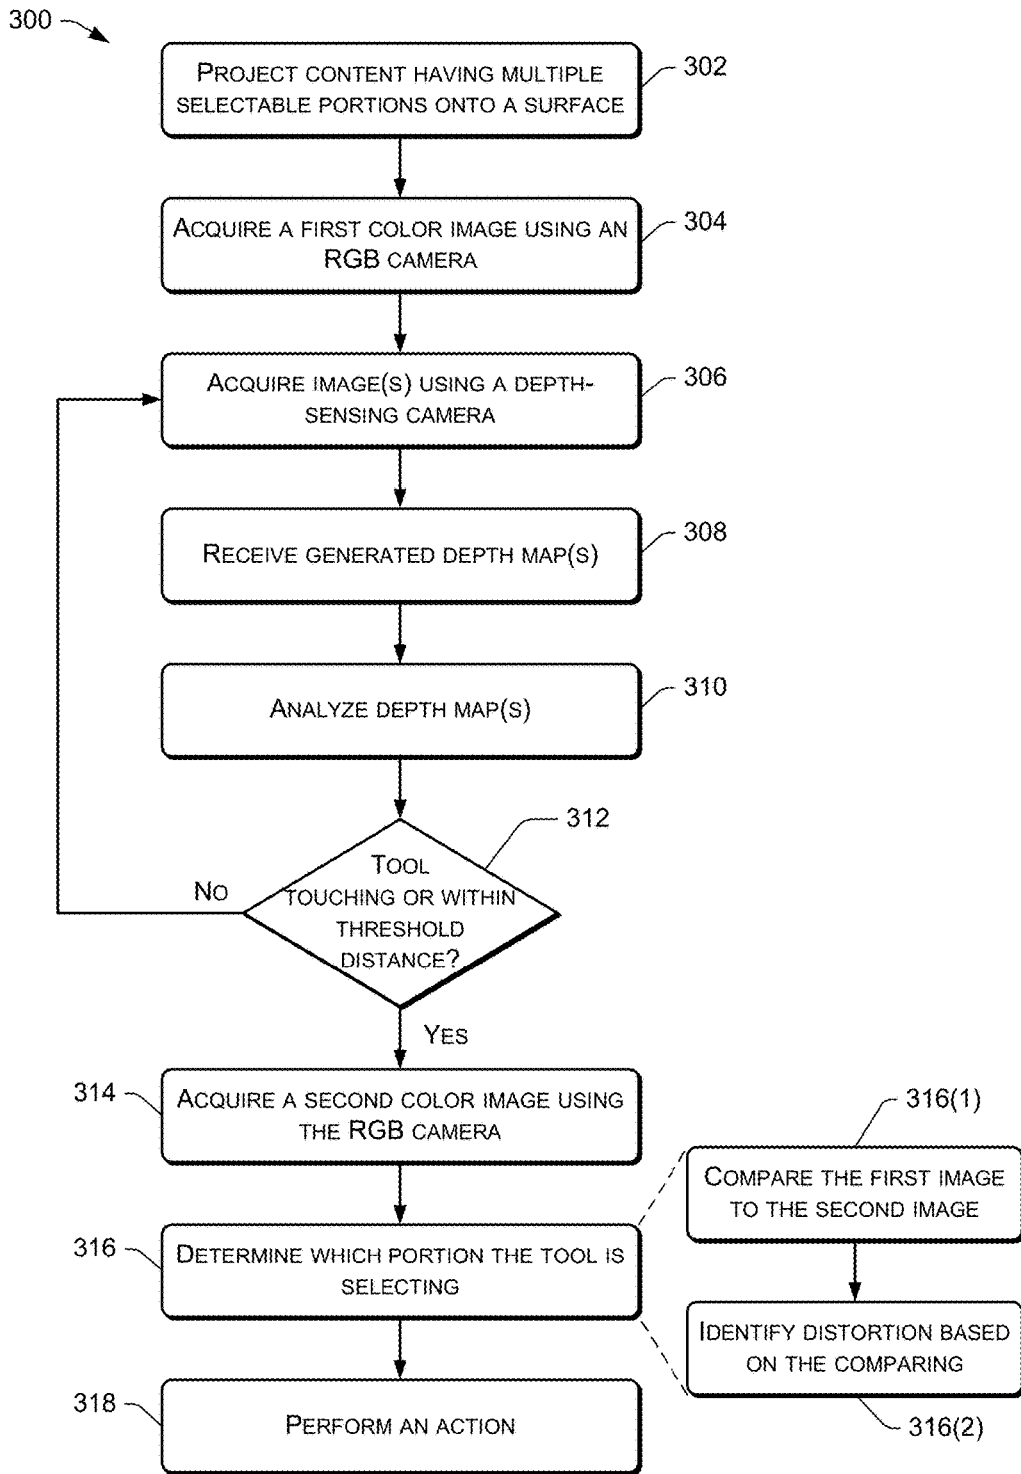 300
PROJECT CONTENT HAVING MULTIPLE
SELECTABLE PORTIONS ONTO A SURFACE
302
ACQUIRE A FIRST COLOR IMAGE USING AN
RGB CAMERA
304
ACQUIRE IMAGE(S) USING A DEPTH-
SENSING CAMERA
306
RECEIVE GENERATED DEPTH MAP(S)
308
ANALYZE DEPTH MAP(S)
310
312
TOOL
TOUCHING OR WITHIN
THRESHOLD
DISTANCE?
NO
YES
314
ACQUIRE A SECOND COLOR IMAGE USING
THE RGB CAMERA
316
DETERMINE WHICH PORTION THE TOOL IS
SELECTING
316(1)
COMPARE THE FIRST IMAGE
TO THE SECOND IMAGE
IDENTIFY DISTORTION BASED
ON THE COMPARING
316(2)
318
PERFORM AN ACTION